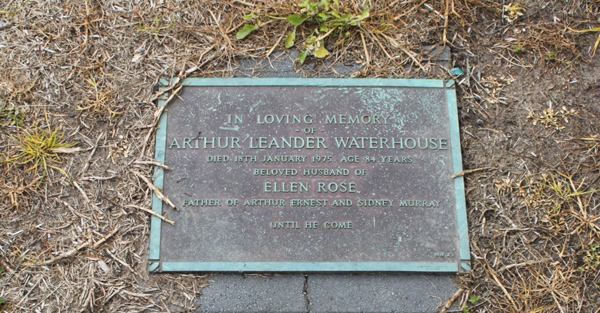 IN LOVING MEMORY
OF
ARTHUR LEANDER WATERHOUSE
DIED 18TH JANUARY 1975 AGE 84 YEARS
BELOVED HUSBAND OF
ELLEN ROSE
FATHER OF ARTHUR ERNEST AND SIDNEY MURRAY
UNTIL HE COME